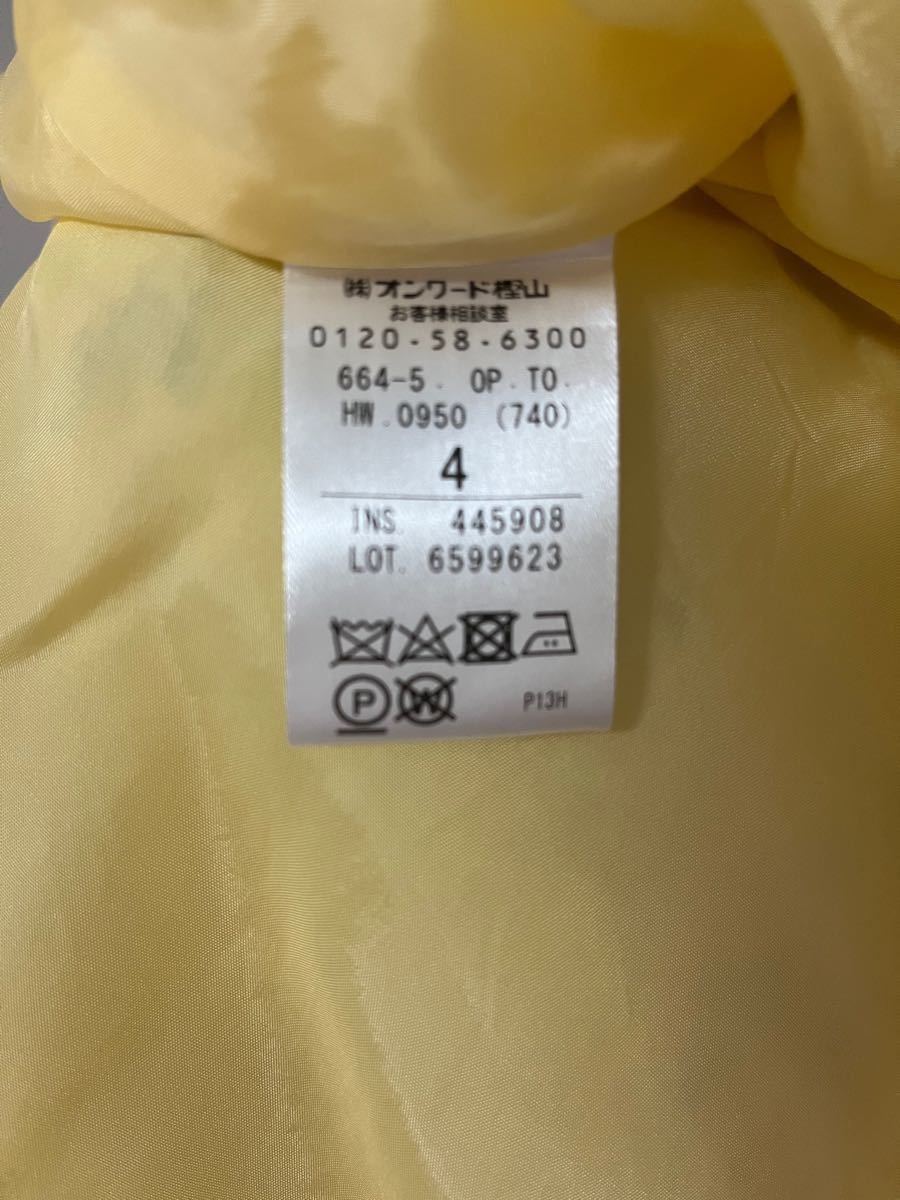 ㈱オンワード樫山
お客様相談室
0120-58-6300
664-5. OP.TO.
HW.0950 (740)
4
INS. 445908
LOT. 6599623
P W P13H